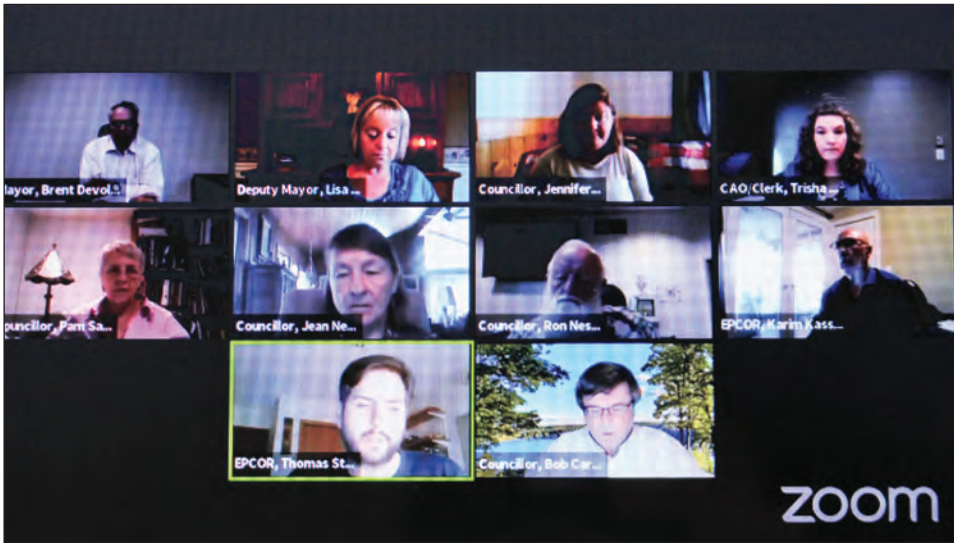 ayor, Brent Devol...
Deputy Mayor, Lisa ...
Councillor, Jennifer...
CAO/Clerk, Trisha ...
ouncillor, Pam Sa...
Councillor, Jean Ne...
Councillor, Ron Nes...
EPCOR, Karim Kass...
EPCOR, Thomas St...
Councillor, Bob Car...
zoom